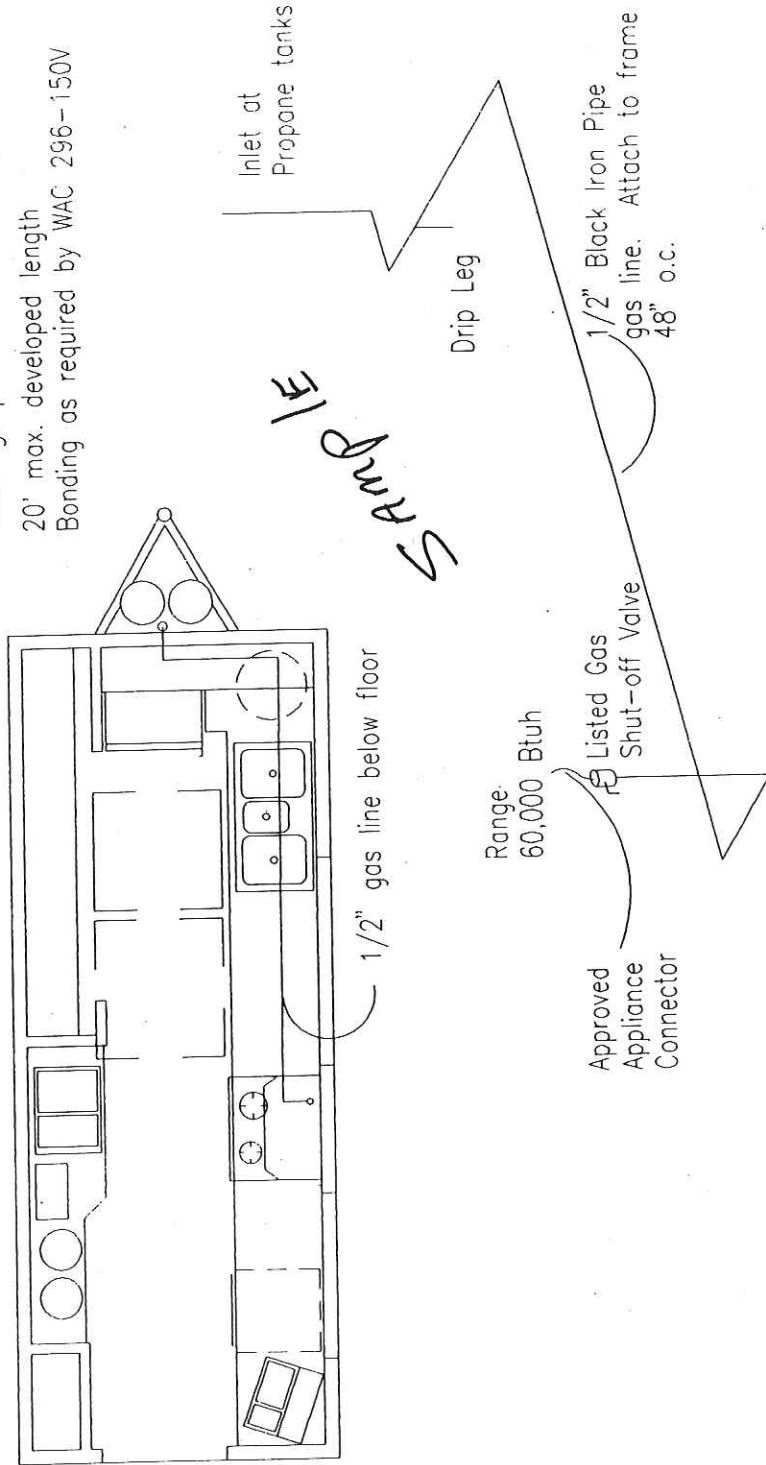 20' max. developed length
Bonding as required by WAC 296-150V
Inlet at
Propane tanks
Drip Leg
SAMPLE
1/2" Black Iron Pipe
gas line. Attach to frame
48" o.c.
1/2" gas line below floor
Range-
60,000 Btuh
Listed Gas
Shut-off Valve
Approved
Appliance
Connector